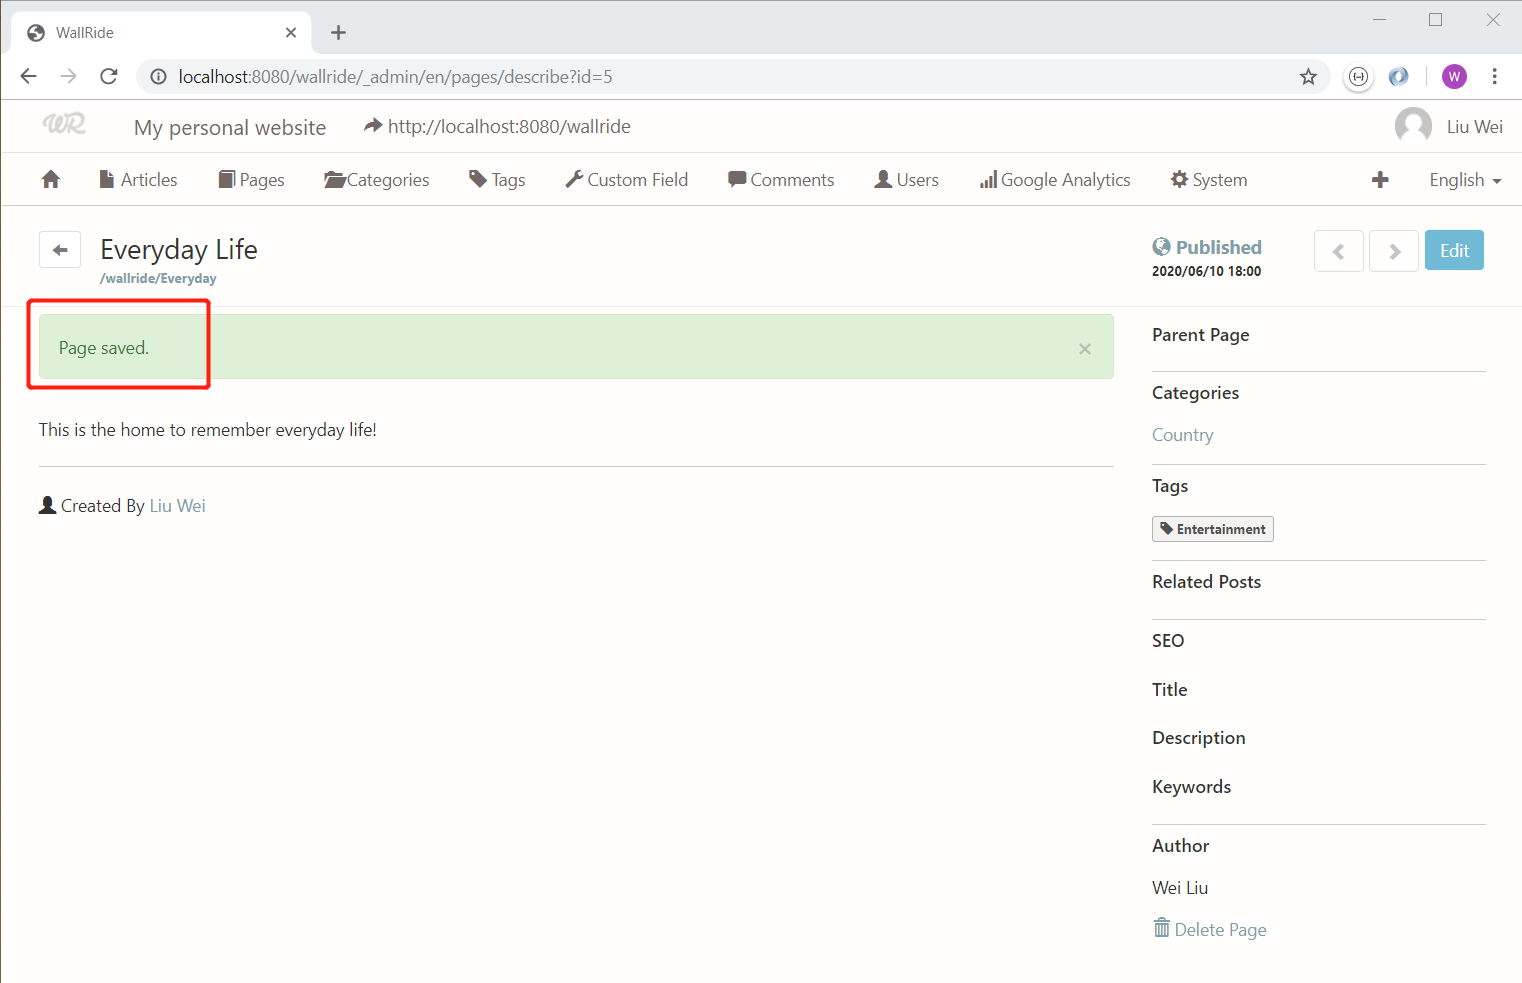 WallRide
localhost:8080/wallride/_admin/en/pages/describe?id=5
W
WR
My personal website
http://localhost:8080/wallride
Liu Wei
Articles
Pages
Categories
Tags
Custom Field
Comments
Users
Google Analytics
System
English
Everyday Life
/wallride/Everyday
Published
2020/06/10 18:00
Edit
Page saved.
This is the home to remember everyday life!
Created By Liu Wei
Parent Page
Categories
Country
Tags
Entertainment
Related Posts
SEO
Title
Description
Keywords
Author
Wei Liu
Delete Page